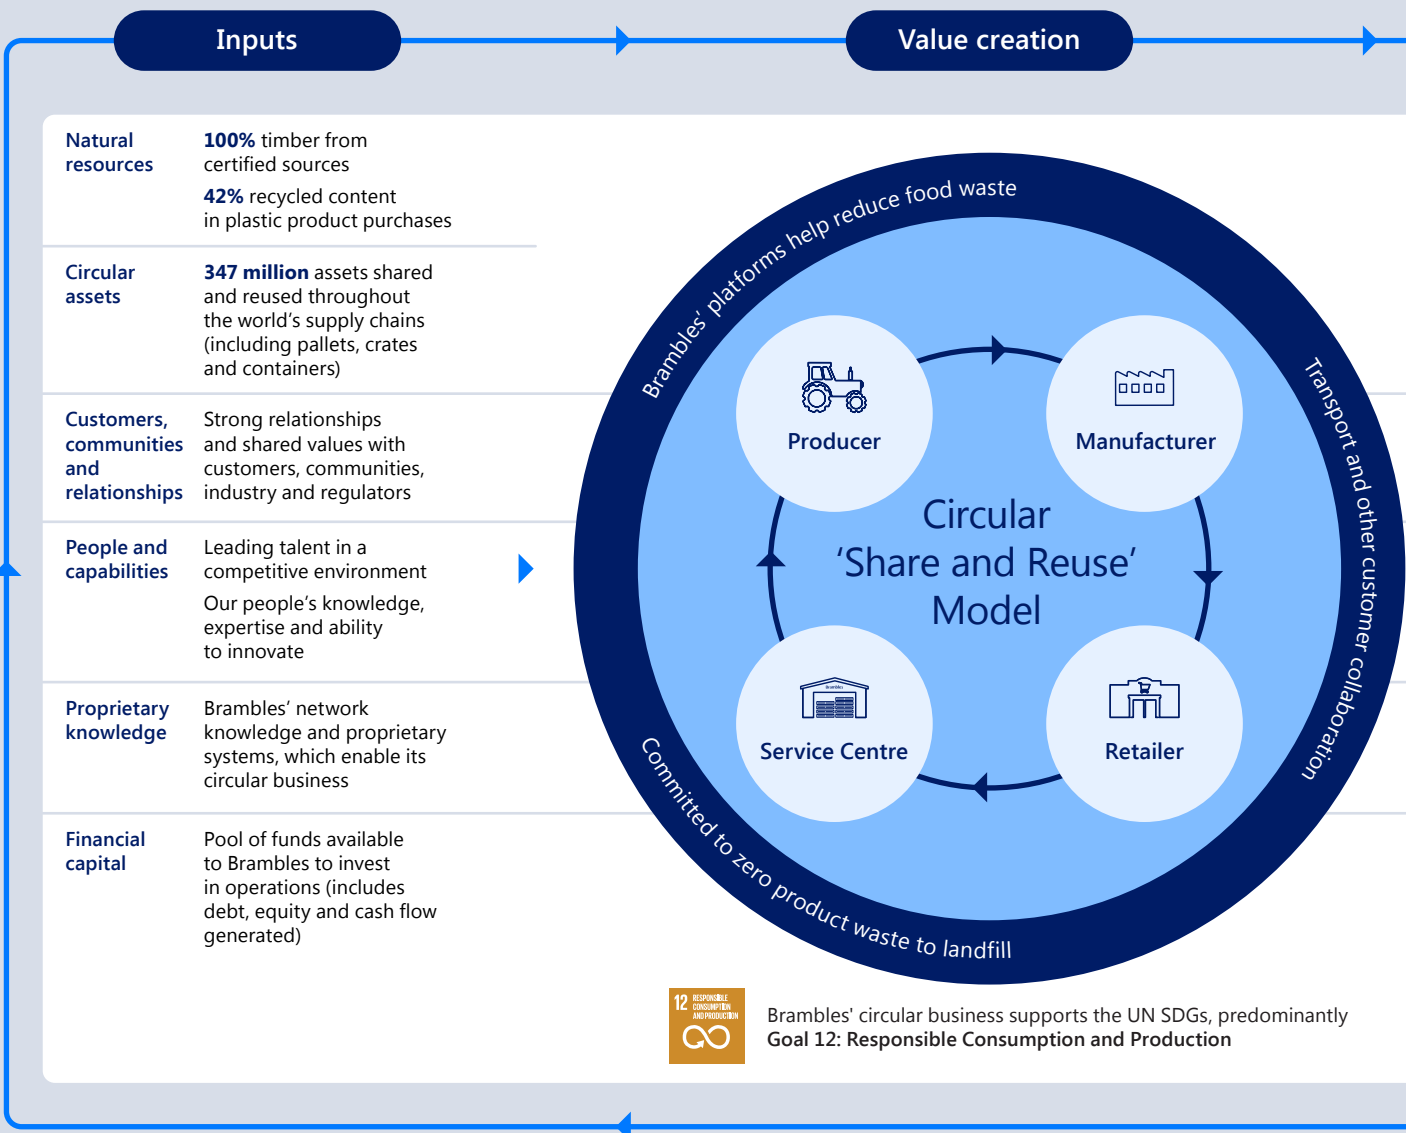 Inputs
Value creation
Natural
resources
100% timber from
certified sources
42% recycled content
in plastic product purchases
Circular
assets
347 million assets shared
and reused throughout
the world's supply chains
(including pallets, crates
and containers)
Customers,
communities
and
relationships
Strong relationships
and shared values with
customers, communities,
industry and regulators
People and
capabilities
Leading talent in a
competitive environment
Our people's knowledge,
expertise and ability
to innovate
Proprietary
knowledge
Brambles' network
knowledge and proprietary
systems, which enable its
circular business
Financial
capital
Pool of funds available
to Brambles to invest
in operations (includes
debt, equity and cash flow
generated)
Brambles' platforms help reduce food waste
Transport and other customer collaboration
Committed to zero product waste to landfill
Producer
Manufacturer
Circular
‘Share and Reuse’
Model
Brambles
Service Centre
Retailer
12 RESPONSIBLE
CONSUMPTION
AND PRODUCTION
Brambles' circular business supports the UN SDGs, predominantly
Goal 12: Responsible Consumption and Production